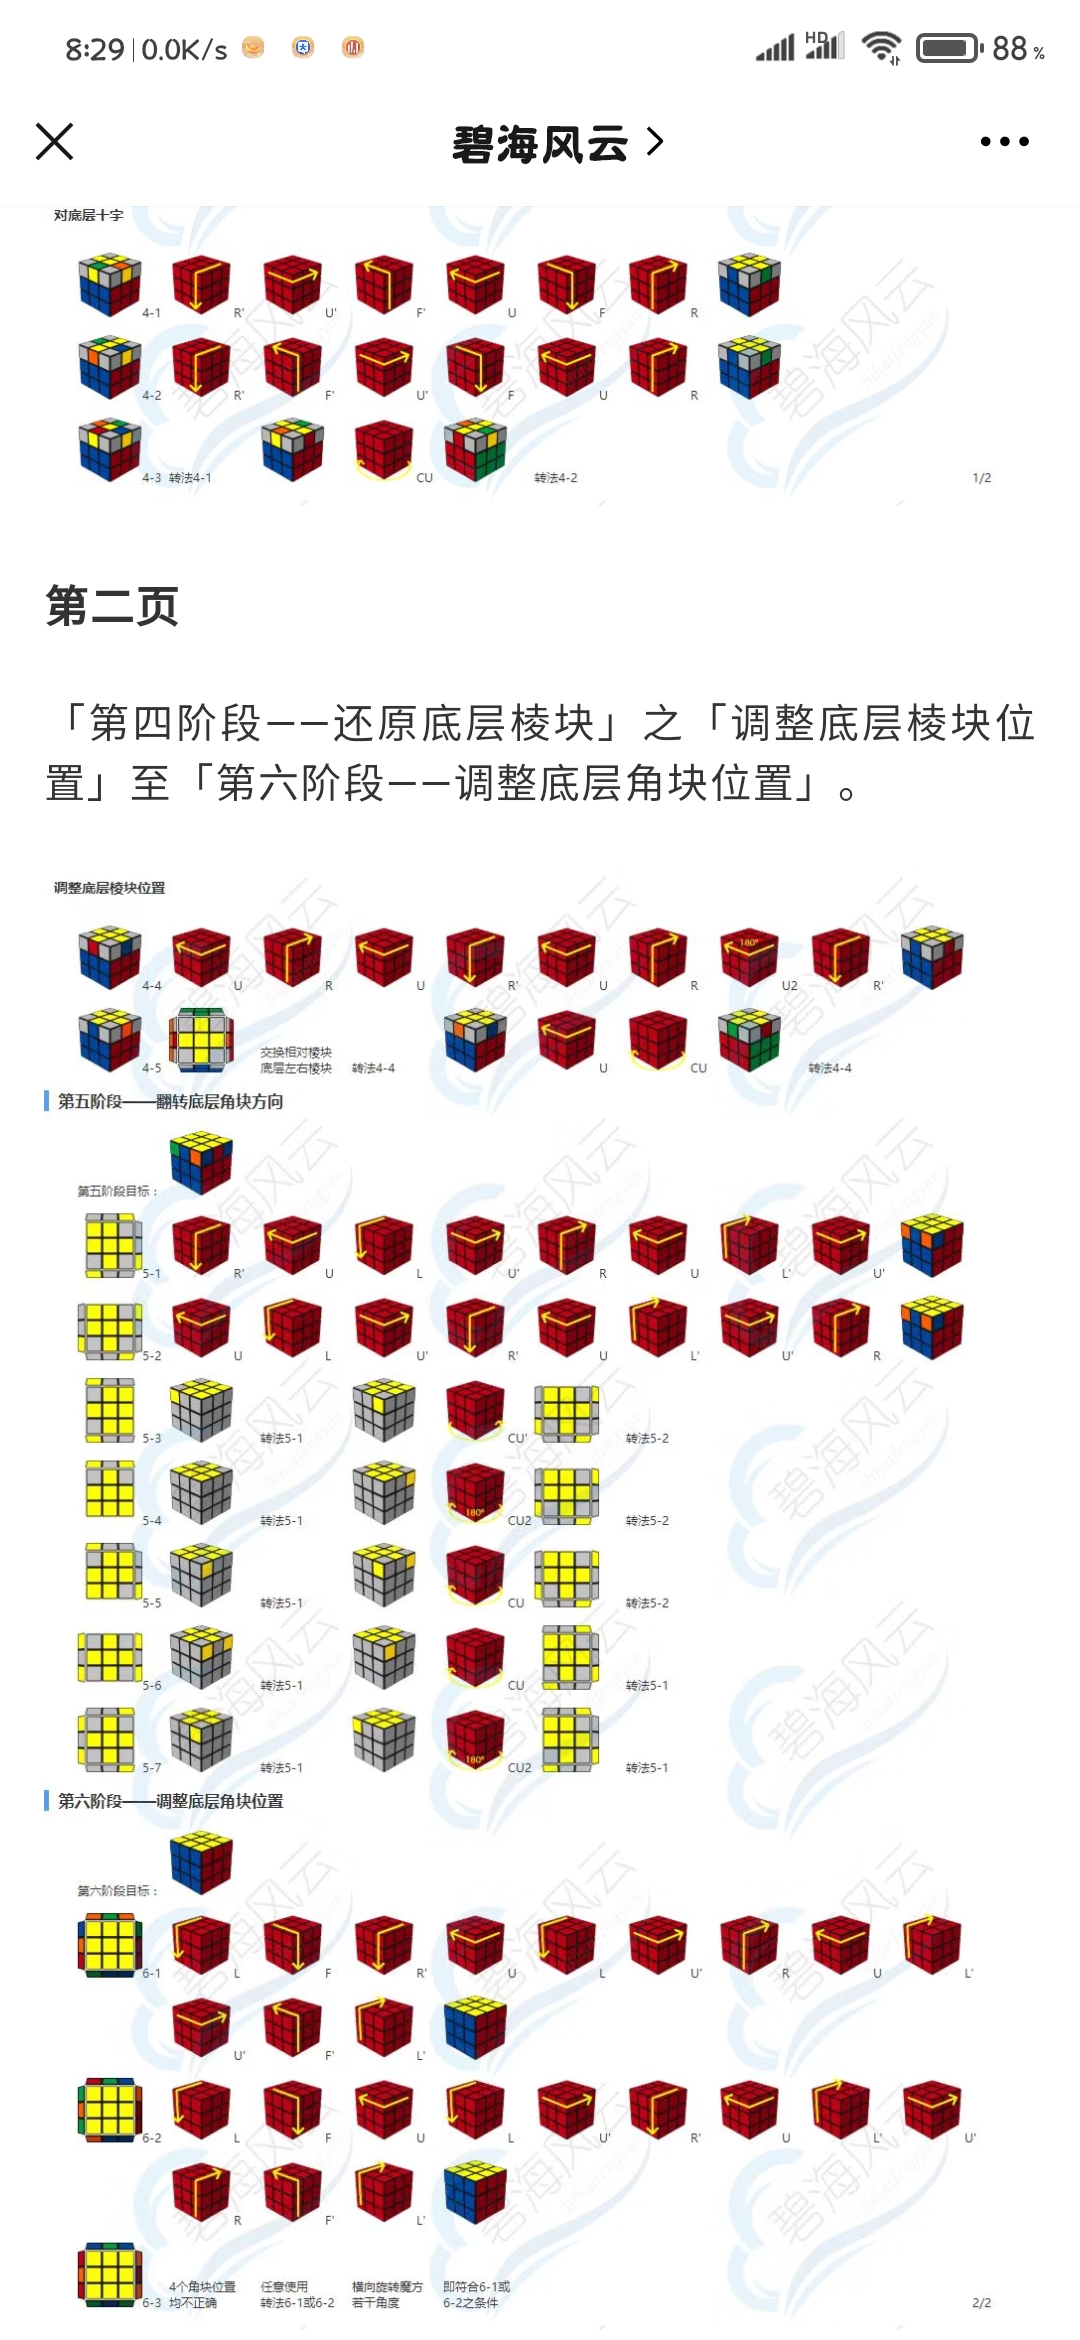 8:29 | 0.0K/s HD 88 %
碧海风云
对底层十字
4-1 R' U' F' U F R
4-2 R' F' U' F U R
4-3 转法4-1 CU 转法4-2 1/2
第二页
「第四阶段——还原底层棱块」之「调整底层棱块位
置」至「第六阶段——调整底层角块位置」。
调整底层棱块位置
180°
4-4 U R U R' U R U2 R'
交换相对棱块
4-5 底层左右棱块 转法4-4 U CU 转法4-4
第五阶段——翻转底层角块方向
第五阶段目标：
5-1 R' U L U' R U L' U'
5-2 U L U' R' U L' U' R
5-3 转法5-1 CU' 转法5-2
180°
5-4 转法5-1 CU2 转法5-2
5-5 转法5-1 CU 转法5-2
5-6 转法5-1 CU 转法5-1
180°
5-7 转法5-1 CU2 转法5-1
第六阶段——调整底层角块位置
第六阶段目标：
6-1 L F R' U L U' R U L'
U' F' L'
6-2 L F U L U' R' U L' U'
R F' L'
4个角块位置 任意使用 横向旋转魔方 即符合6-1或
6-3 均不正确 转法6-1或6-2 若干角度 6-2之条件 2/2
碧海风云
bihaifengyun